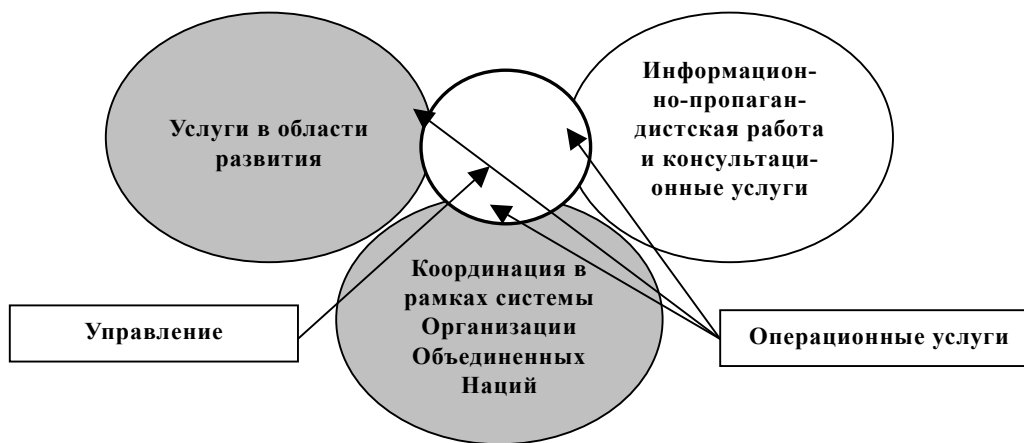 Услуги в области
развития
Информацион-
но-пропаган-
дистская работа
и консультаци-
онные услуги
Координация в
рамках системы
Организации
Объединенных
Наций
Управление
Операционные услуги